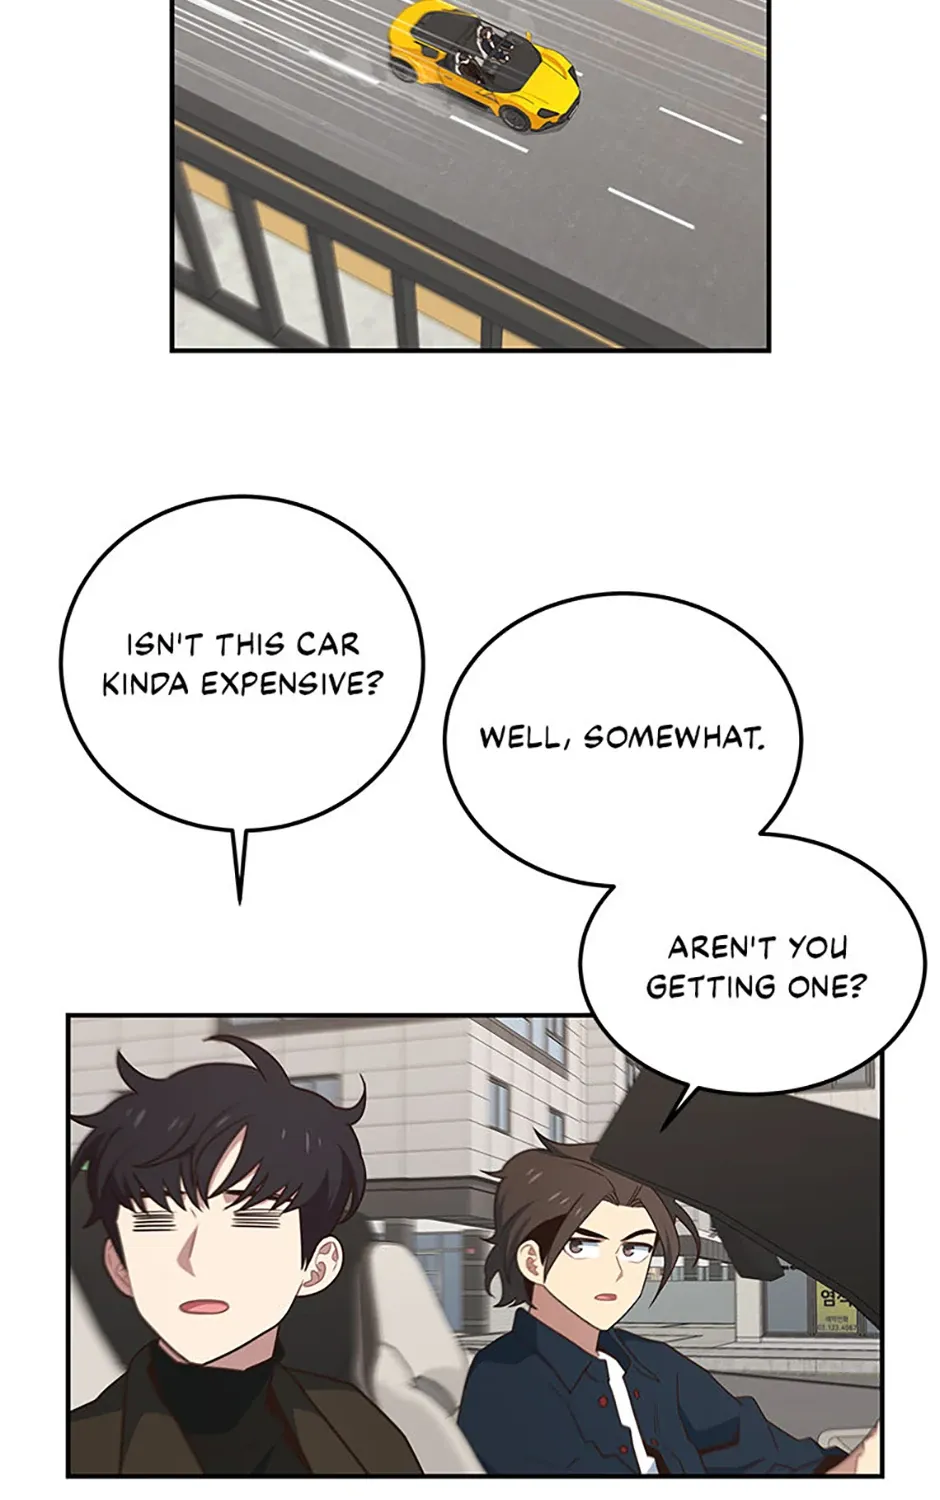 ISN'T THIS CAR
KINDA EXPENSIVE?
WELL, SOMEWHAT.
AREN'T YOU
GETTING ONE?